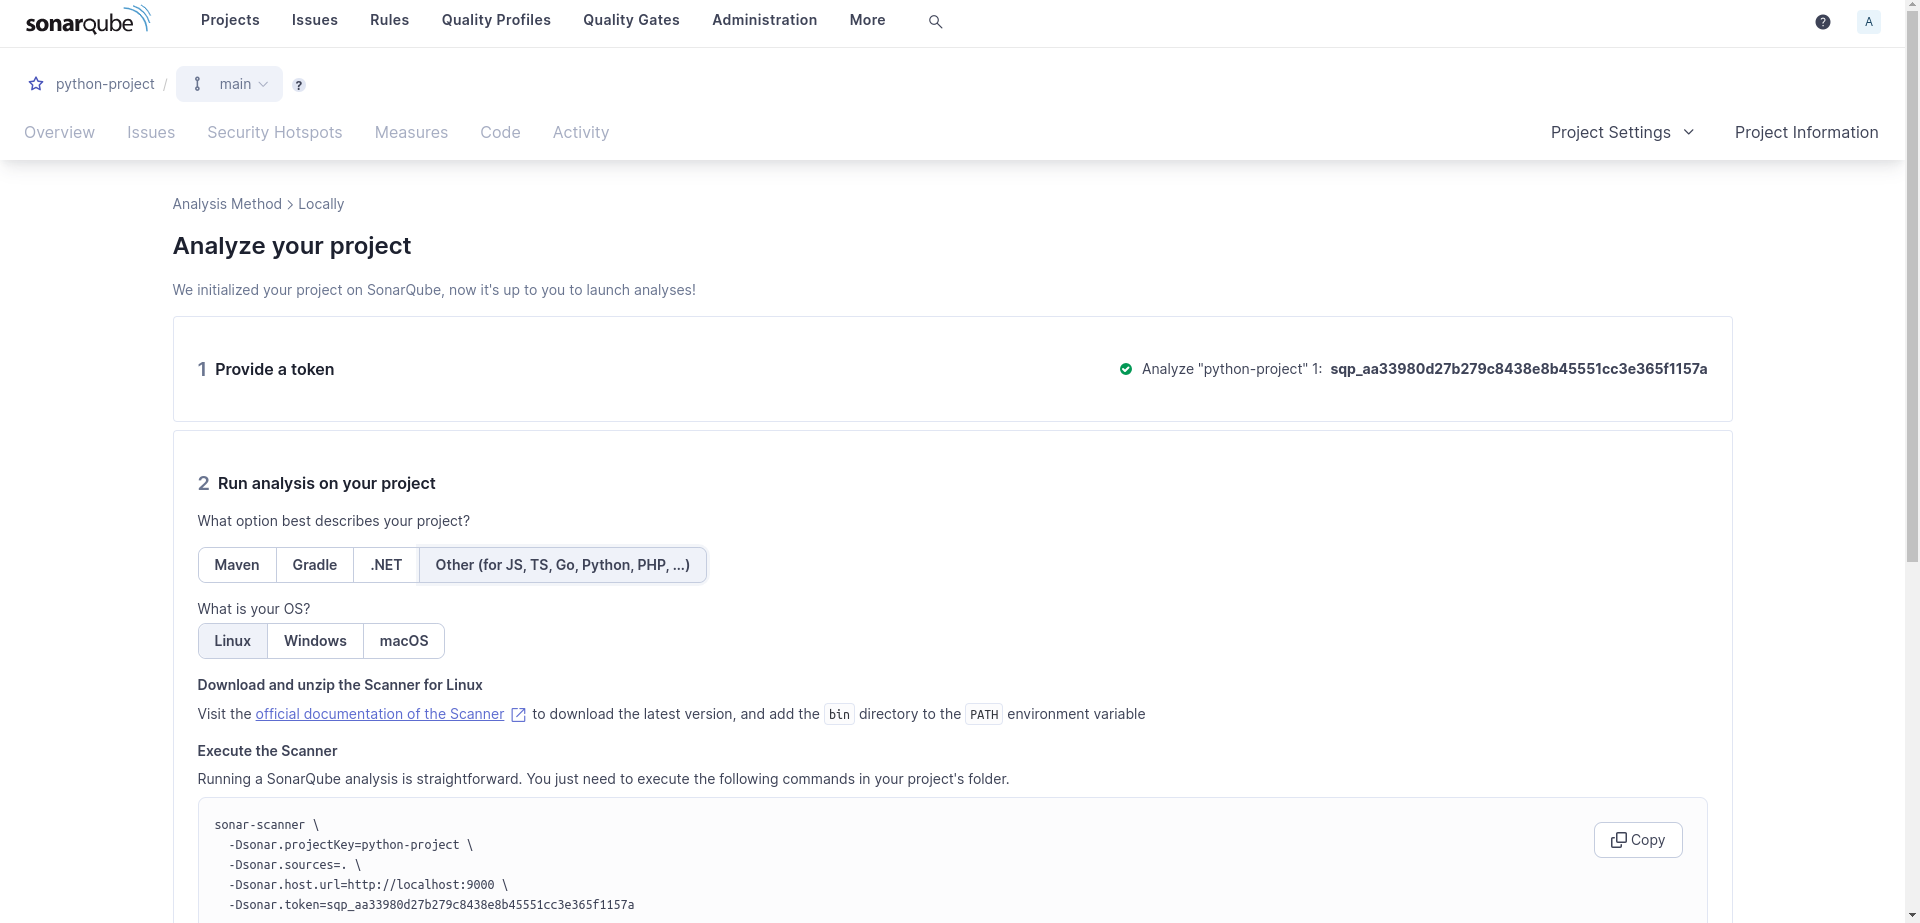 sonarqube Projects Issues Rules Quality Profiles Quality Gates Administration More ? A
python-project / main ?
Overview Issues Security Hotspots Measures Code Activity Project Settings Project Information
Analysis Method > Locally
Analyze your project
We initialized your project on SonarQube, now it's up to you to launch analyses!
1 Provide a token Analyze "python-project" 1: sqp_aa33980d27b279c8438e8b45551cc3e365f1157a
2 Run analysis on your project
What option best describes your project?
Maven Gradle .NET Other (for JS, TS, Go, Python, PHP, ...)
What is your OS?
Linux Windows macOS
Download and unzip the Scanner for Linux
Visit the official documentation of the Scanner to download the latest version, and add the bin directory to the PATH environment variable
Execute the Scanner
Running a SonarQube analysis is straightforward. You just need to execute the following commands in your project's folder.
sonar-scanner \
-Dsonar.projectKey=python-project \
-Dsonar.sources=. \
-Dsonar.host.url=http://localhost:9000 \
-Dsonar.token=sqp_aa33980d27b279c8438e8b45551cc3e365f1157a
Copy